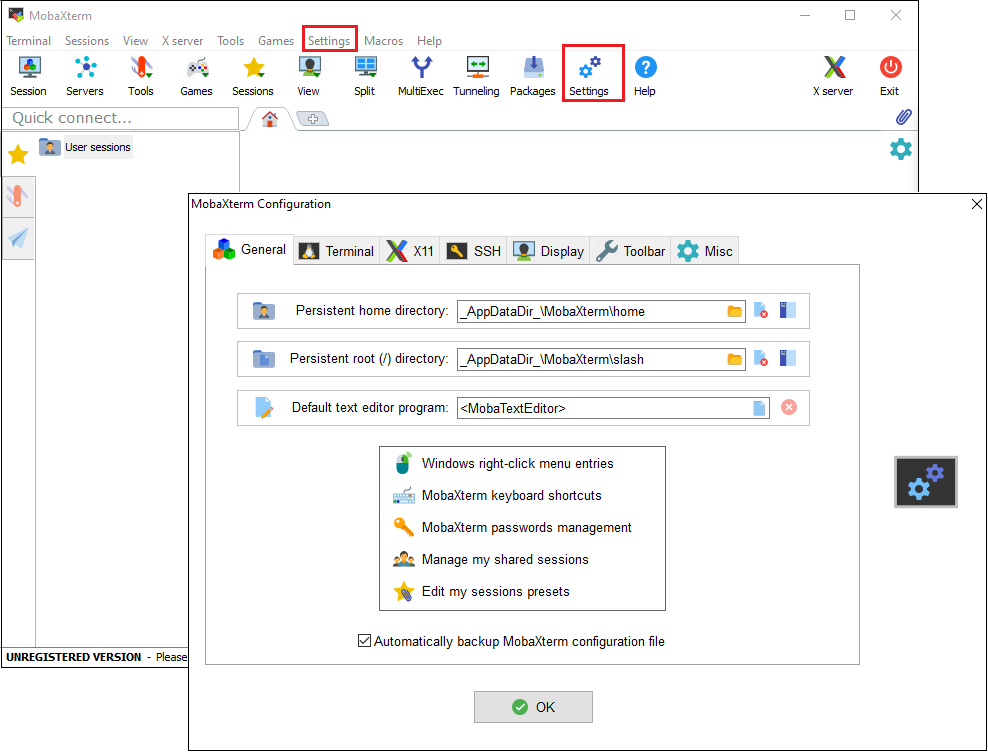 MobaXterm
Terminal Sessions View X server Tools Games Settings Macros Help
Session Servers Tools Games Sessions View Split MultiExec Tunneling Packages Settings Help X server Exit
Quick connect...
User sessions
MobaXterm Configuration
General Terminal X11 SSH Display Toolbar Misc
Persistent home directory: _AppDataDir_\MobaXterm\home
Persistent root (/) directory: _AppDataDir_\MobaXterm\slash
Default text editor program: <MobaTextEditor>
Windows right-click menu entries
MobaXterm keyboard shortcuts
MobaXterm passwords management
Manage my shared sessions
Edit my sessions presets
Automatically backup MobaXterm configuration file
UNREGISTERED VERSION - Please
OK